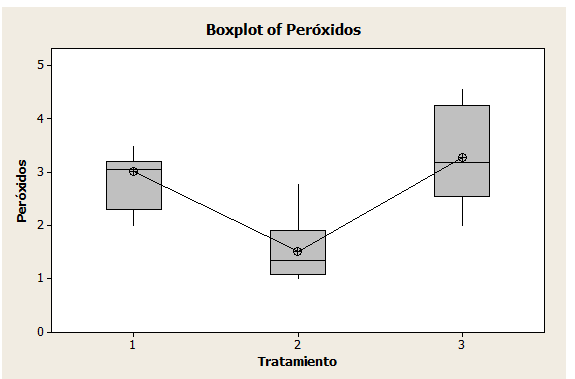 Boxplot of Peróxidos
5
4
3
2
1
0
Peróxidos
1 2 3
Tratamiento